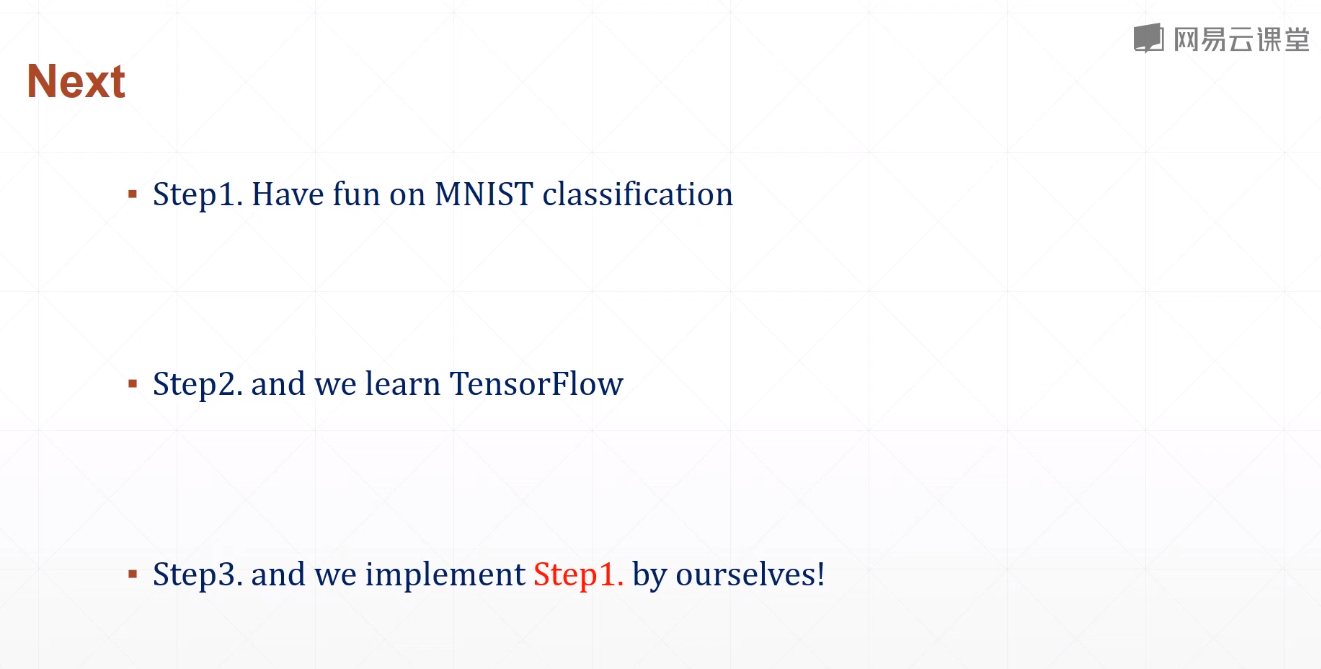 网易云课堂
Next
Step1. Have fun on MNIST classification
Step2. and we learn TensorFlow
Step3. and we implement Step1. by ourselves!